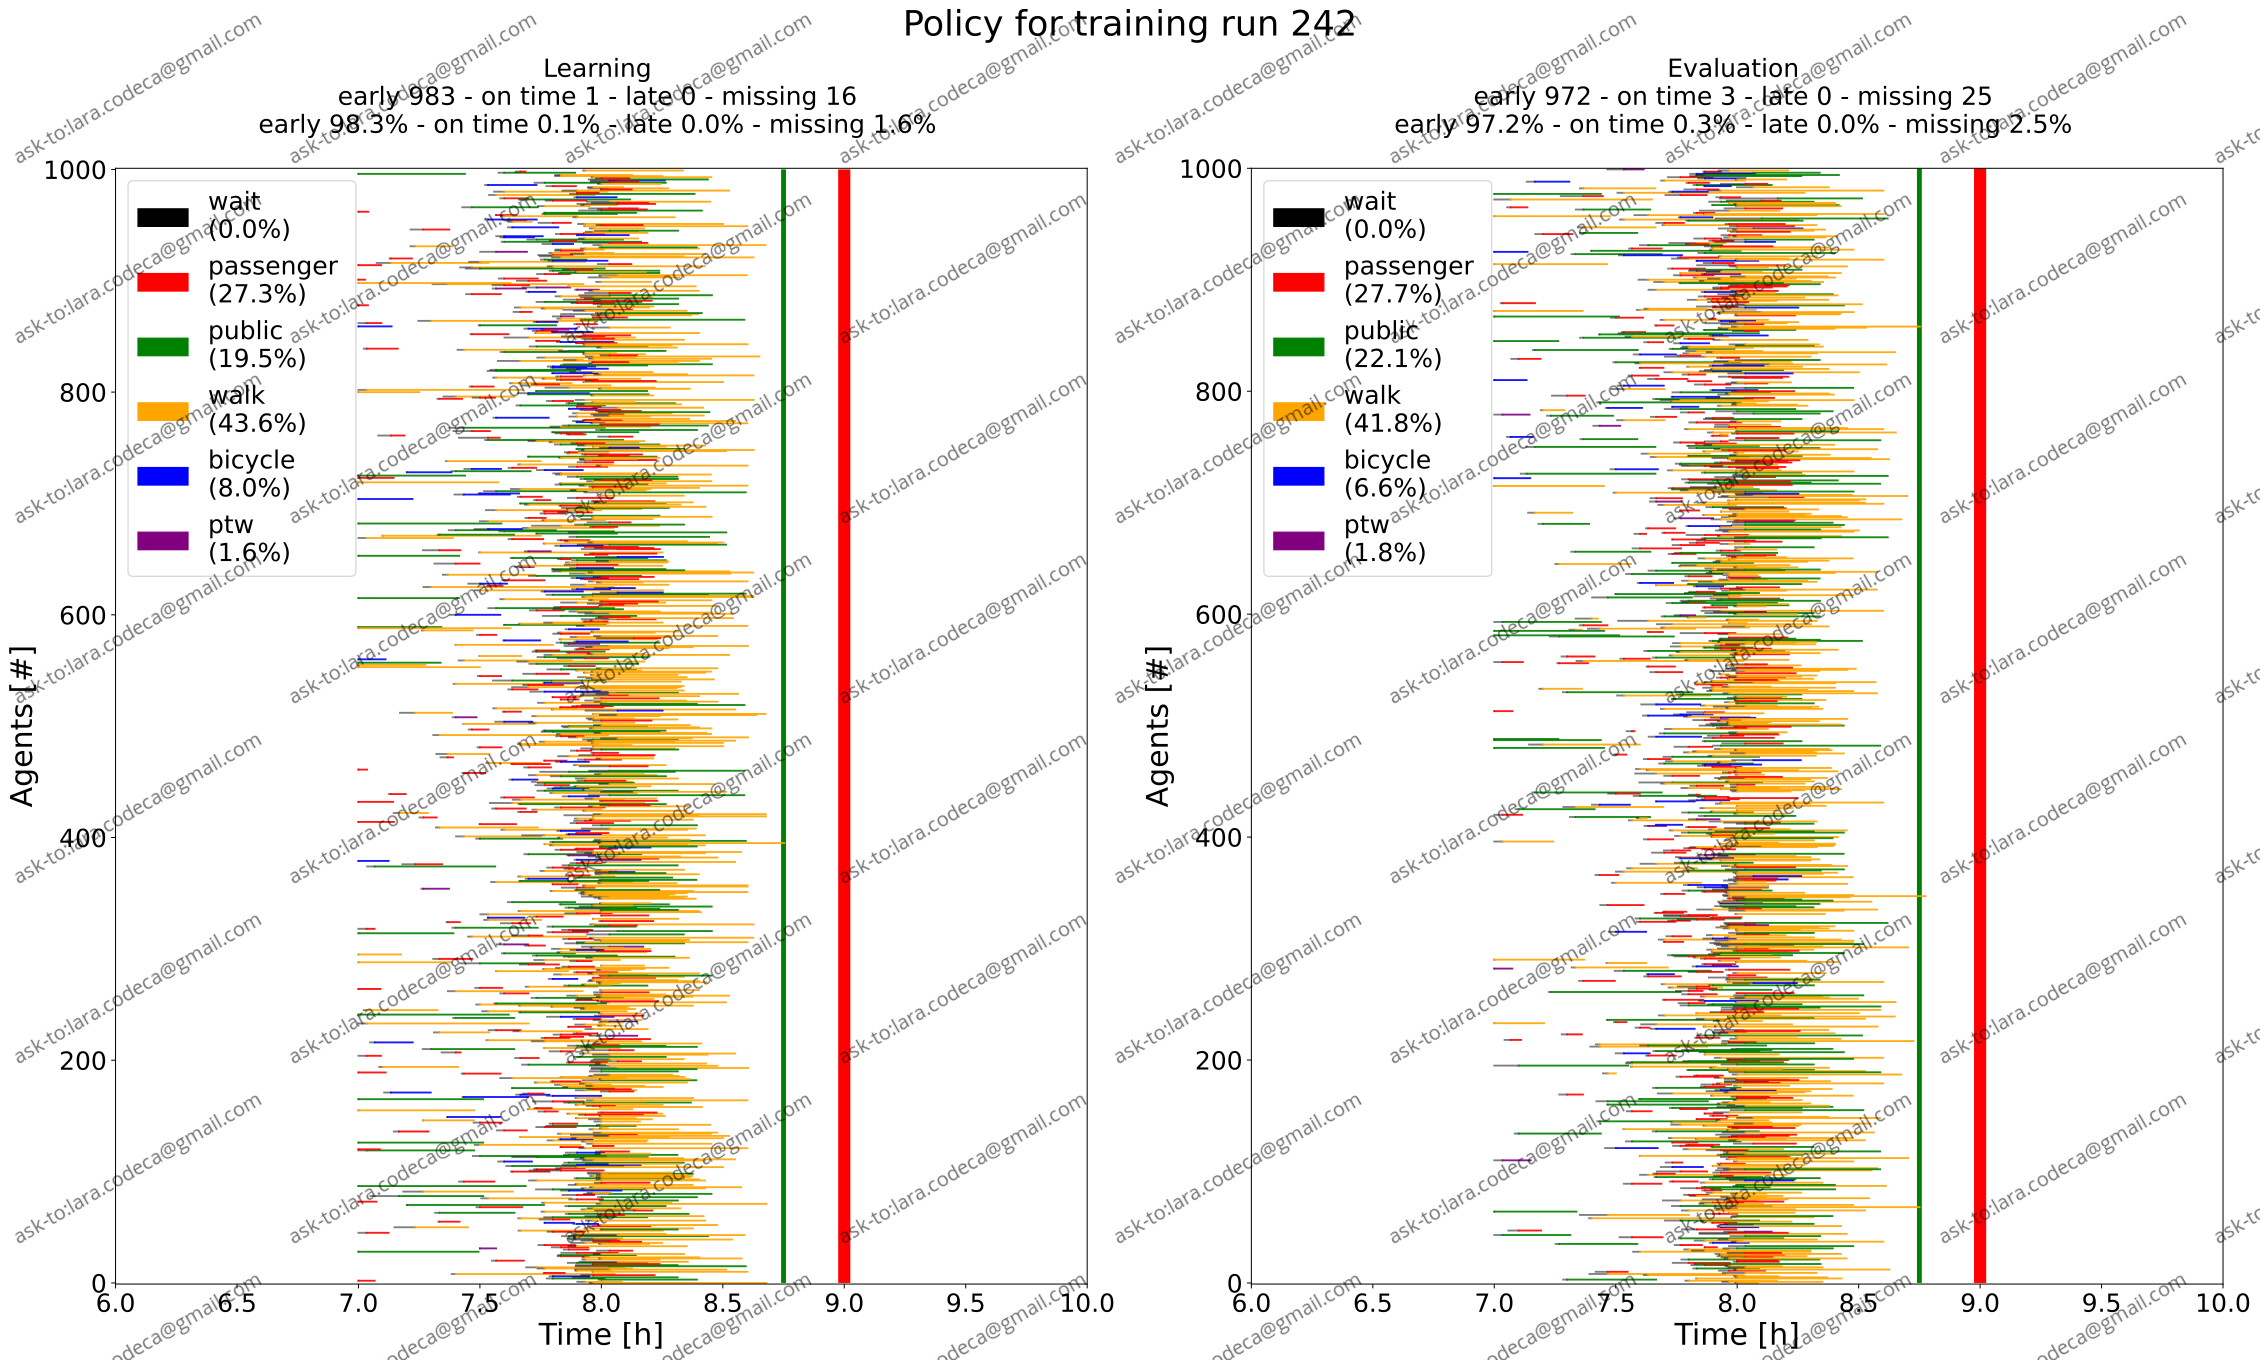 Policy for training run 242
Learning
early 983 - on time 1 - late 0 - missing 16
early 98.3% - on time 0.1% - late 0.0% - missing 1.6%
1000
800
600
400
200
0
Agents [#]
wait
(0.0%)
passenger
(27.3%)
public
(19.5%)
walk
(43.6%)
bicycle
(8.0%)
ptw
(1.6%)
6.0 6.5 7.0 7.5 8.0 8.5 9.0 9.5 10.0
Time [h]
Evaluation
early 972 - on time 3 - late 0 - missing 25
early 97.2% - on time 0.3% - late 0.0% - missing 2.5%
1000
800
600
400
200
0
Agents [#]
wait
(0.0%)
passenger
(27.7%)
public
(22.1%)
walk
(41.8%)
bicycle
(6.6%)
ptw
(1.8%)
6.0 6.5 7.0 7.5 8.0 8.5 9.0 9.5 10.0
Time [h]
ask-to:lara.codeca@gmail.com